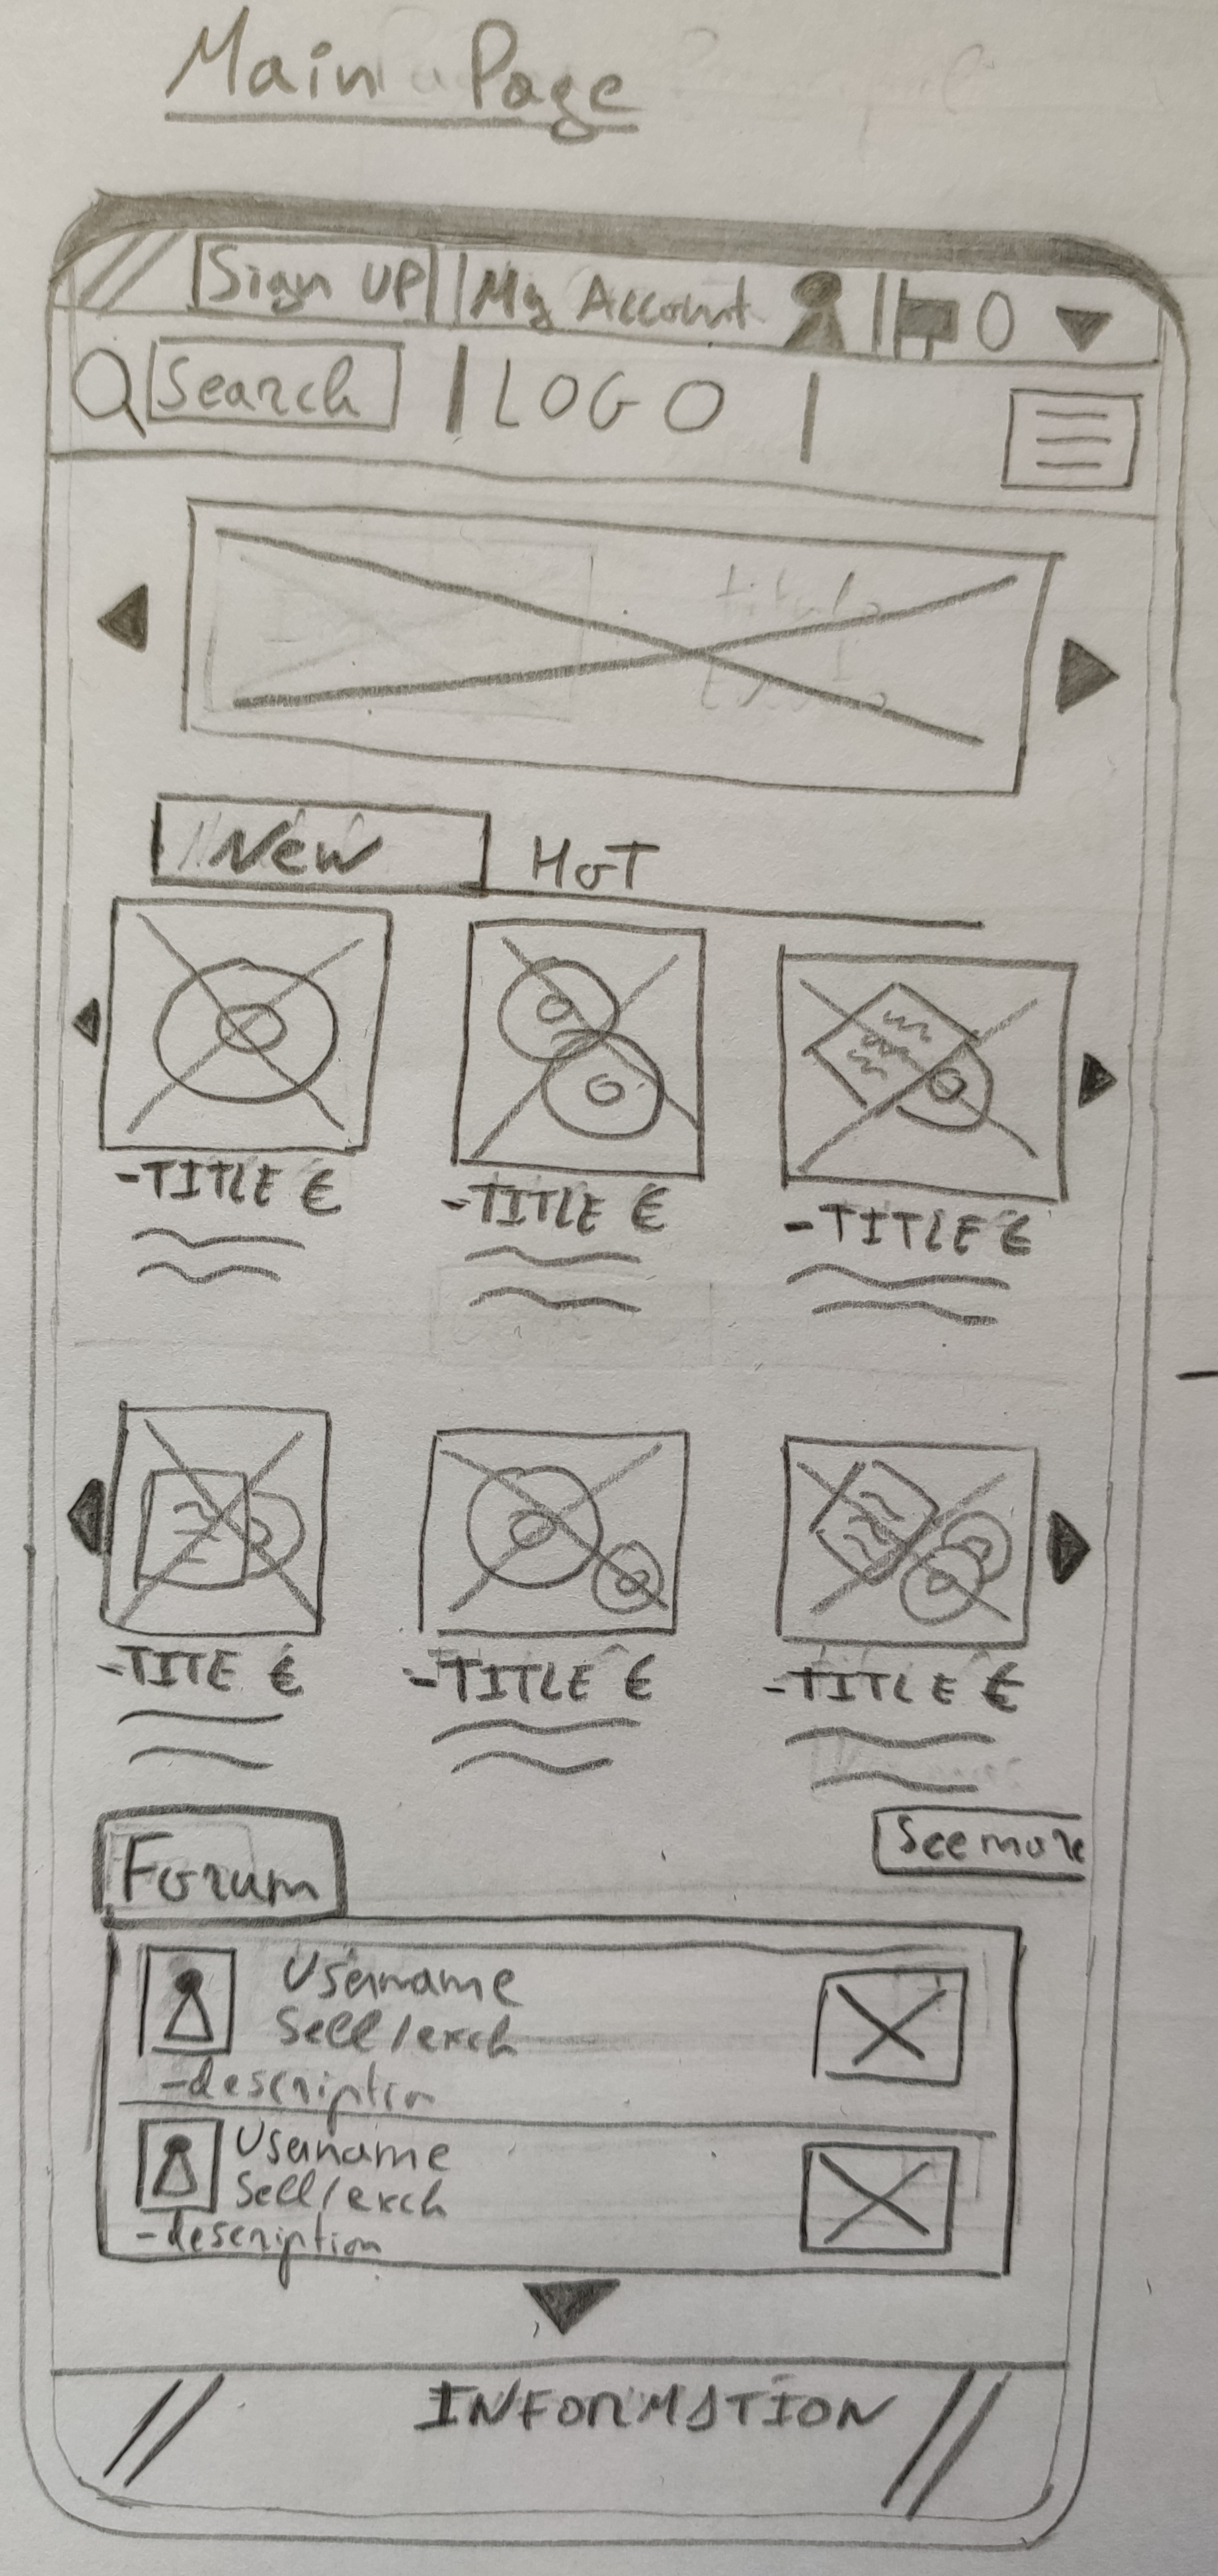 Main Page
Sign UP My Account 0
Search LOGO
New HOT
-TITLE € -TITLE € -TITLE €
-TITE € -TITLE € -TITLE €
See more
Forum
Username
Sell/exch
-description
Username
Sell/exch
-description
INFORMATION